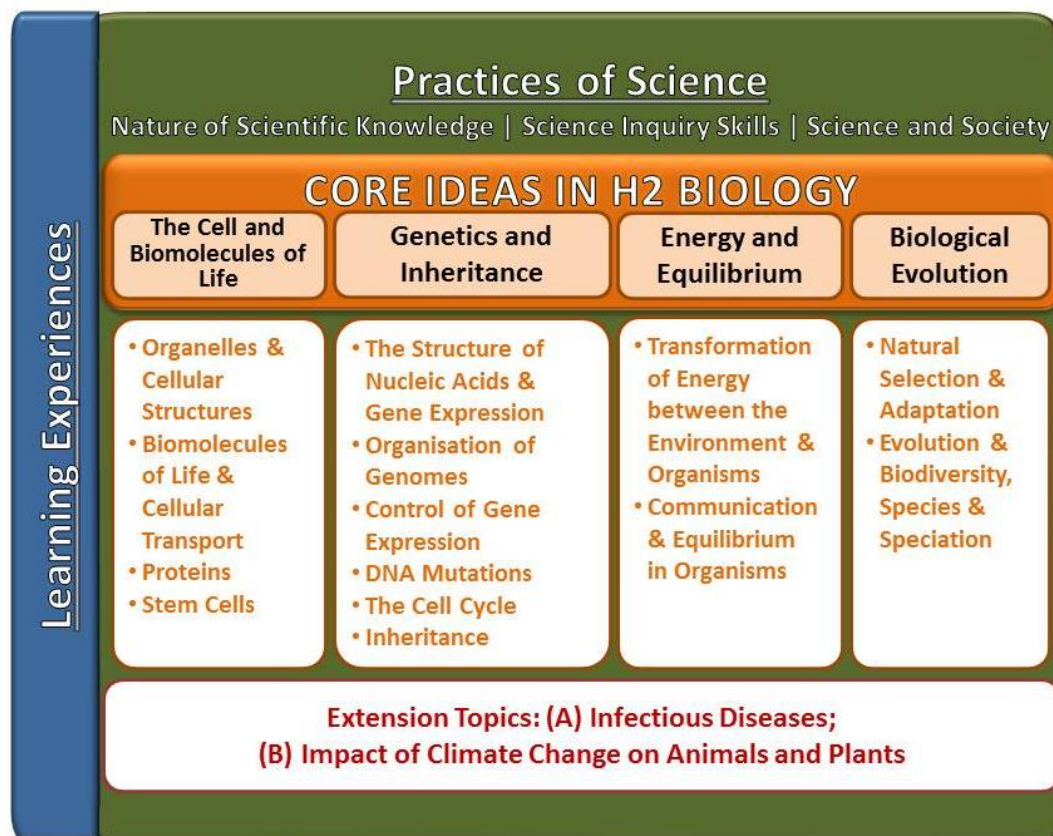 Learning Experiences
Practices of Science
Nature of Scientific Knowledge | Science Inquiry Skills | Science and Society
CORE IDEAS IN H2 BIOLOGY
The Cell and
Biomolecules of
Life
Genetics and
Inheritance
Energy and
Equilibrium
Biological
Evolution
• Organelles &
Cellular
Structures
• Biomolecules
of Life &
Cellular
Transport
• Proteins
• Stem Cells
• The Structure of
Nucleic Acids &
Gene Expression
• Organisation of
Genomes
• Control of Gene
Expression
• DNA Mutations
• The Cell Cycle
• Inheritance
• Transformation
of Energy
between the
Environment &
Organisms
• Communication
& Equilibrium
in Organisms
• Natural
Selection &
Adaptation
• Evolution &
Biodiversity,
Species &
Speciation
Extension Topics: (A) Infectious Diseases;
(B) Impact of Climate Change on Animals and Plants